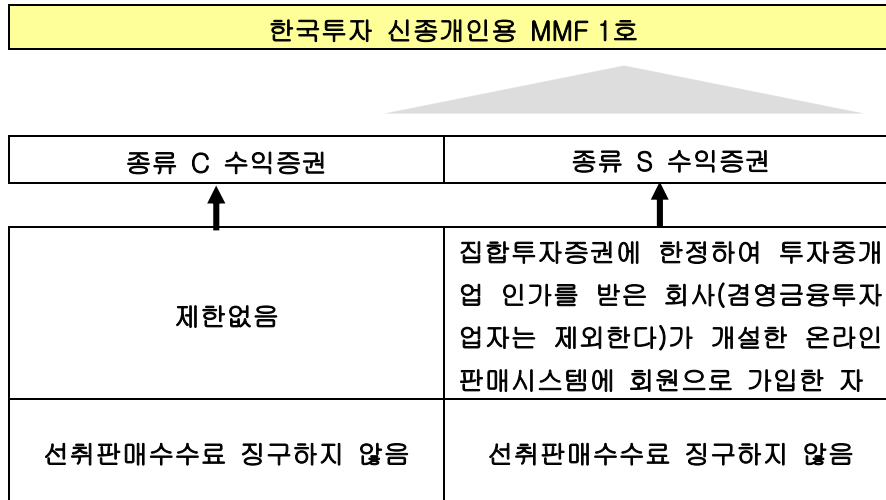 한국투자 신종개인용 MMF 1호
종류 C 수익증권
종류 S 수익증권
제한없음
집합투자증권에 한정하여 투자중개
업 인가를 받은 회사(겸영금융투자
업자는 제외한다)가 개설한 온라인
판매시스템에 회원으로 가입한 자
선취판매수수료 징구하지 않음
선취판매수수료 징구하지 않음